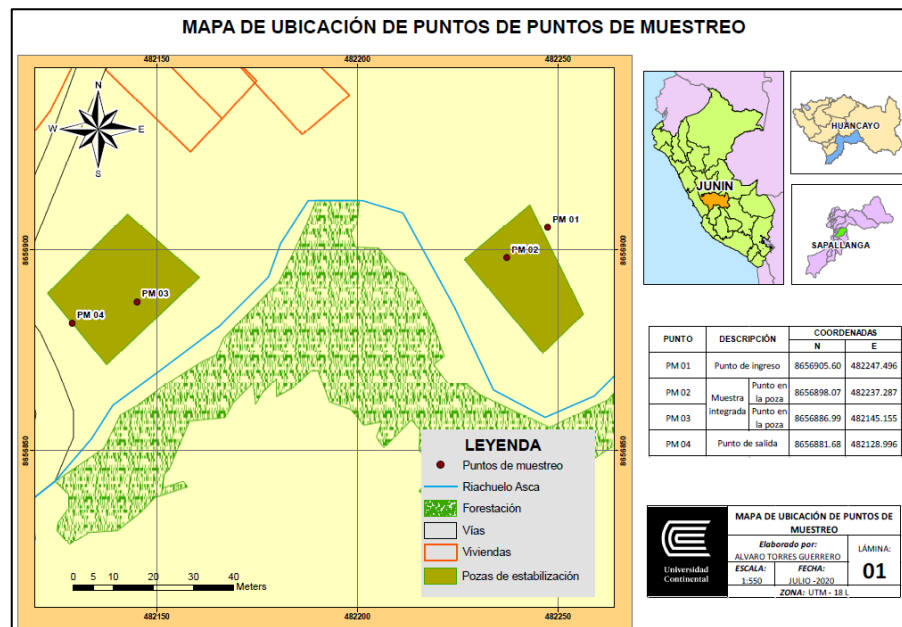 MAPA DE UBICACIÓN DE PUNTOS DE PUNTOS DE MUESTREO
482150 482200 482250
N
W E
S
PM 01
PM 02
PM 03
PM 04
8656900 8656900
8656850 8656850
LEYENDA
Puntos de muestreo
Riachuelo Asca
Forestación
Vías
Viviendas
Pozas de estabilización
0 5 10 20 30 40
Meters
482150 482200 482250
JUNIN
HUANCAYO
SAPALLANGA
PUNTO DESCRIPCIÓN COORDENADAS
N E
PM 01 Punto de ingreso 8656905.60 482247.496
PM 02 Muestra integrada Punto en la poza 8656898.07 482237.287
PM 03 Punto en la poza 8656886.99 482145.155
PM 04 Punto de salida 8656881.68 482128.996
Universidad
Continental
MAPA DE UBICACIÓN DE PUNTOS DE
MUESTREO
Elaborado por:
ALVARO TORRES GUERRERO
LÁMINA:
01
ESCALA: FECHA:
1:550 JULIO -2020
ZONA: UTM - 18 L